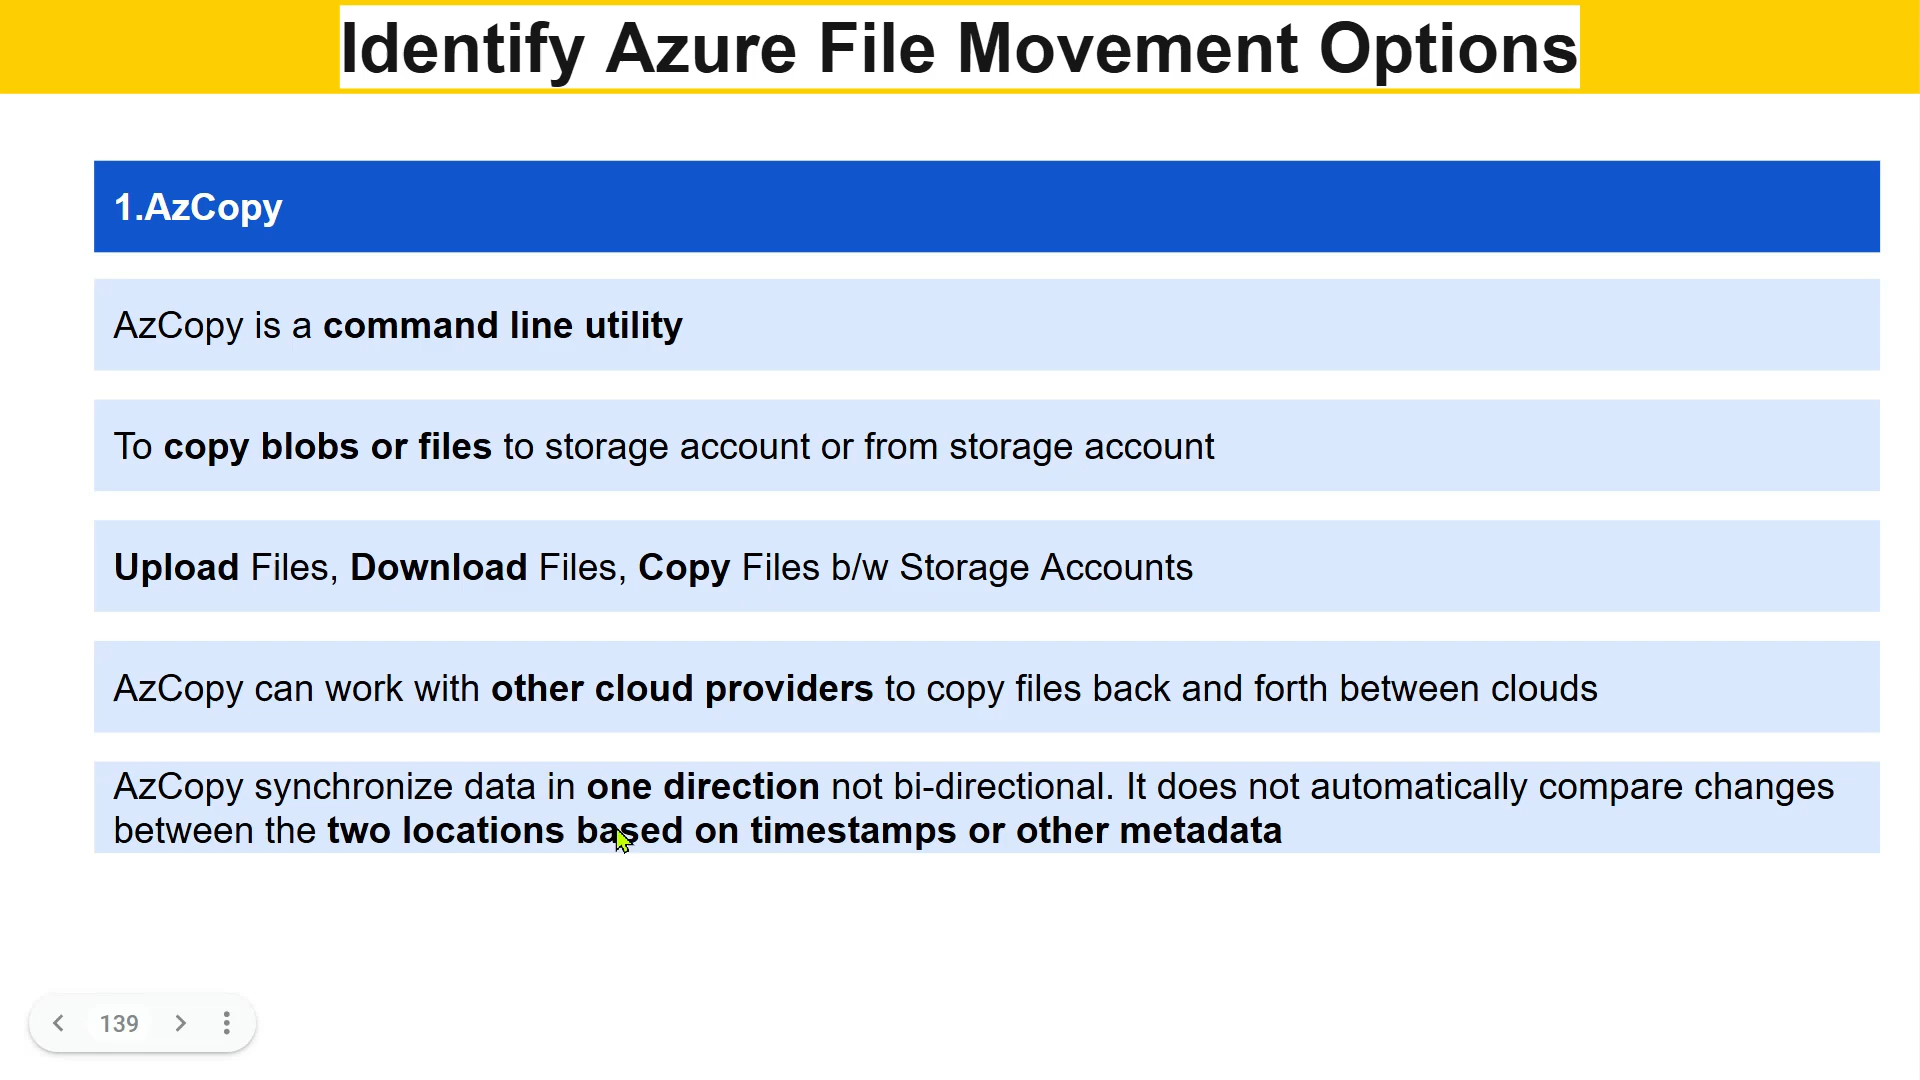 Identify Azure File Movement Options
1.AzCopy
AzCopy is a command line utility
To copy blobs or files to storage account or from storage account
Upload Files, Download Files, Copy Files b/w Storage Accounts
AzCopy can work with other cloud providers to copy files back and forth between clouds
AzCopy synchronize data in one direction not bi-directional. It does not automatically compare changes
between the two locations based on timestamps or other metadata
139